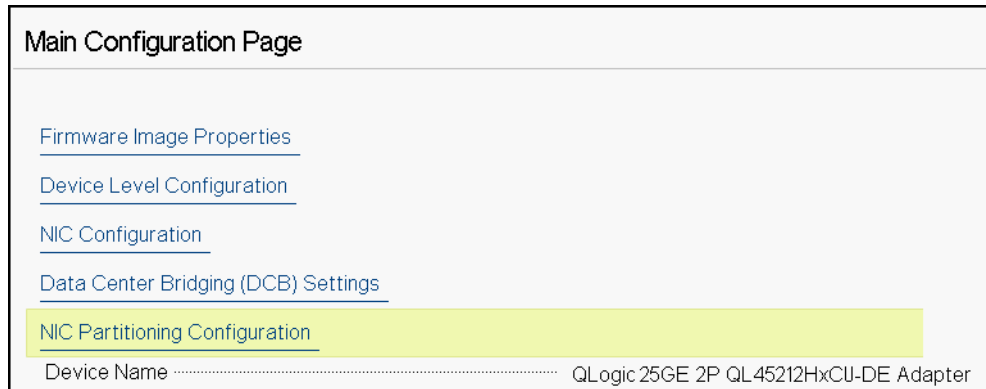 Main Configuration Page
Firmware Image Properties
Device Level Configuration
NIC Configuration
Data Center Bridging (DCB) Settings
NIC Partitioning Configuration
Device Name QLogic 25GE 2P QL45212HxCU-DE Adapter